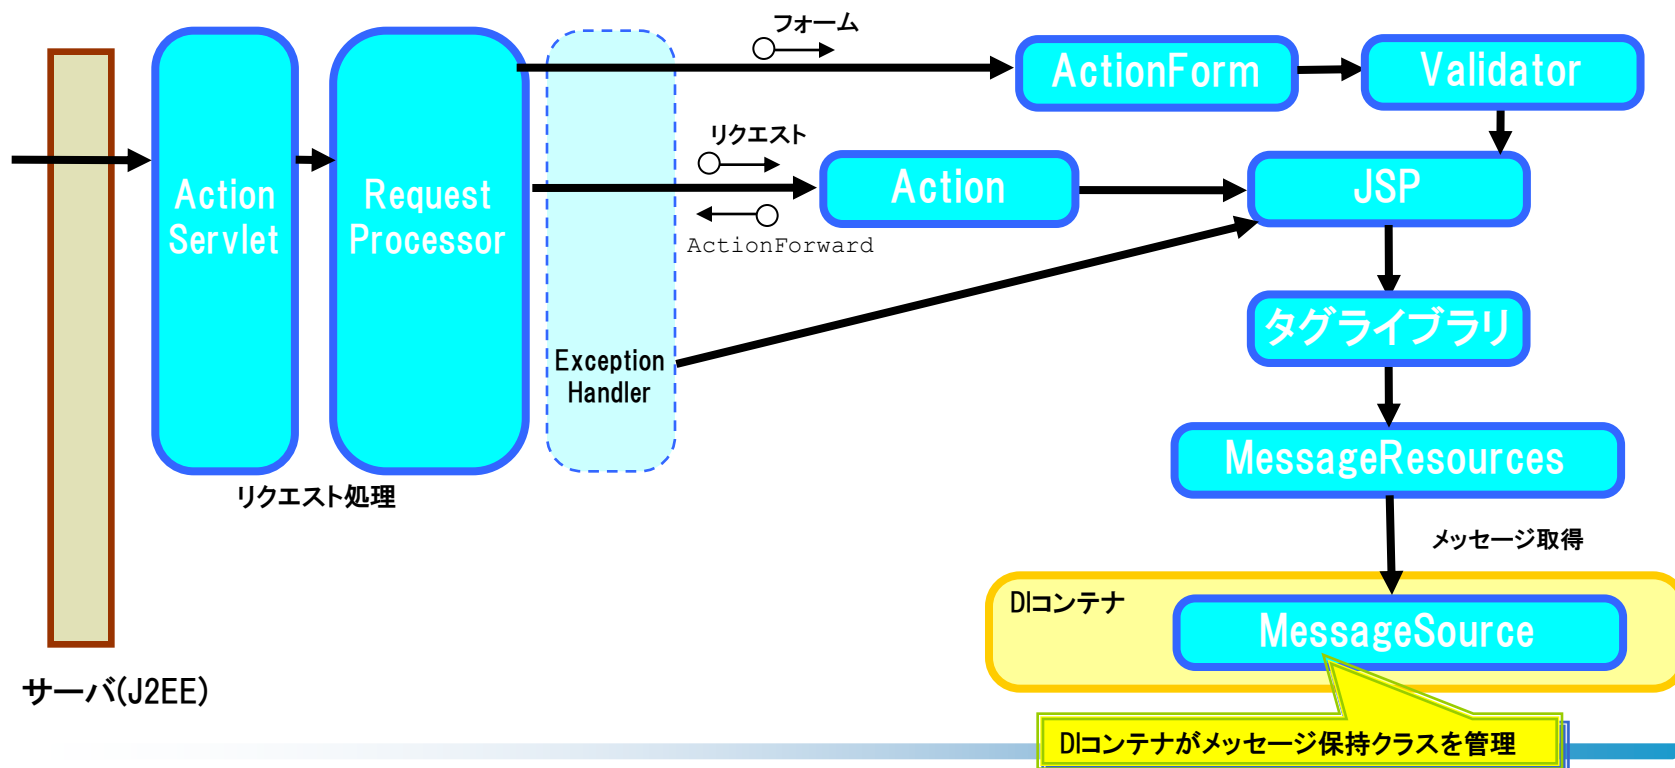 フォーム
ActionForm
Validator
リクエスト
Action
Servlet
Request
Processor
Action
JSP
ActionForward
タグライブラリ
Exception
Handler
MessageResources
リクエスト処理
メッセージ取得
DIコンテナ
MessageSource
サーバ(J2EE)
DIコンテナがメッセージ保持クラスを管理